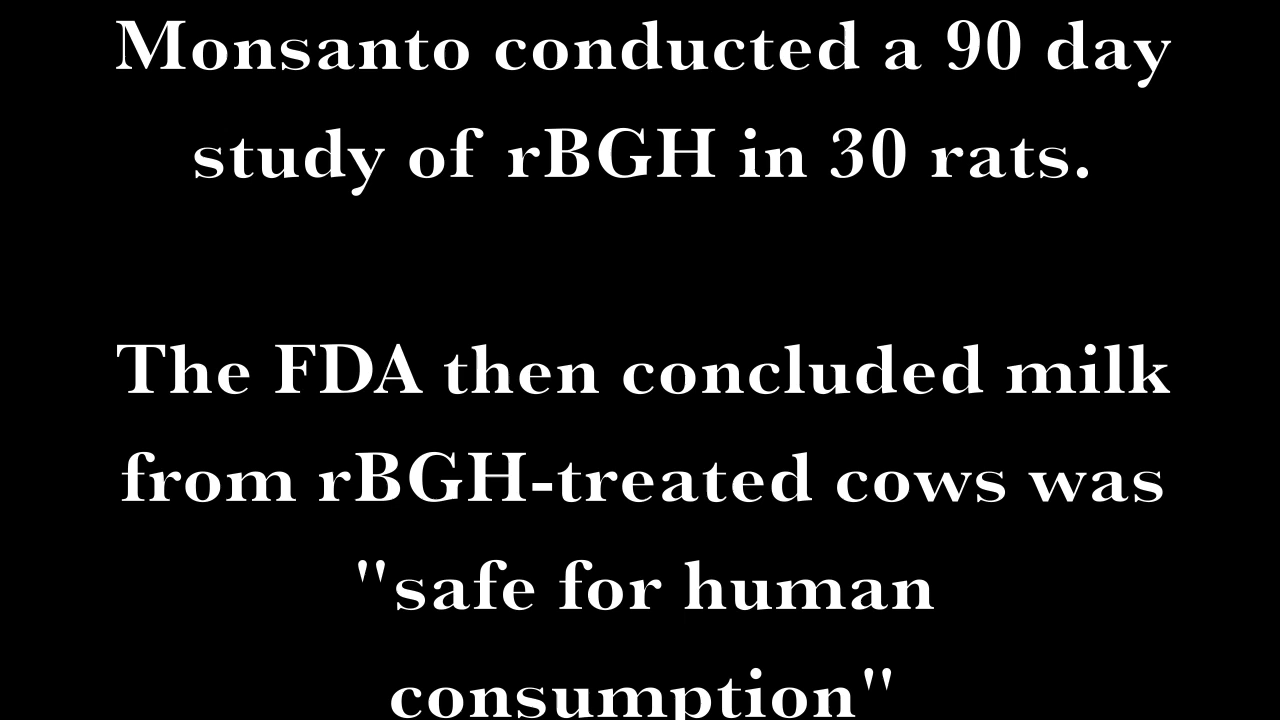 Monsanto conducted a 90 day
study of rBGH in 30 rats.
The FDA then concluded milk
from rBGH-treated cows was
"safe for human
consumption"